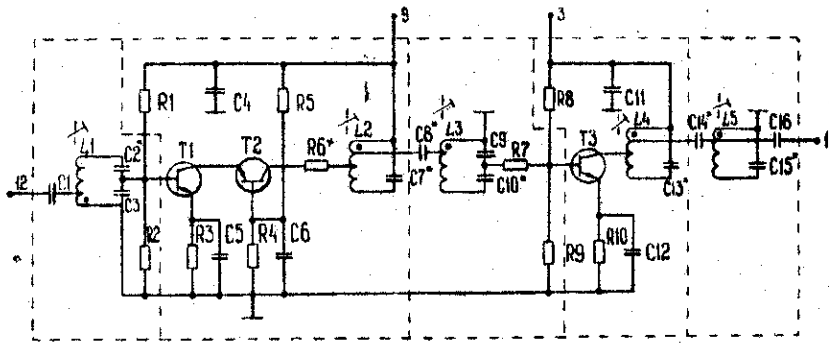 9
3
R1
C4
R5
R8
C11
L1
C2*
T1
T2
R6*
L2
C8*
L3
C9
R7
T3
L4
C14*
L5
C16
12
C1
C3
C7*
C10*
C13*
C15*
R2
R3
C5
R4
C6
R9
R10
C12